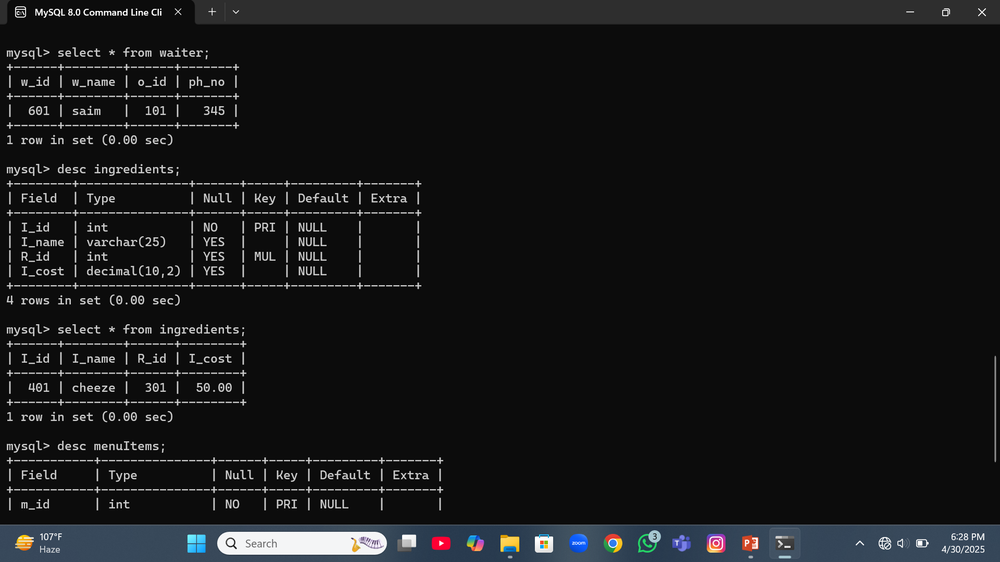 MySQL 8.0 Command Line Cli
mysql> select * from waiter;
+------+--------+------+-------+
| w_id | w_name | o_id | ph_no |
+------+--------+------+-------+
|  601 | saim   |  101 |   345 |
+------+--------+------+-------+
1 row in set (0.00 sec)
mysql> desc ingredients;
+--------+---------------+------+-----+---------+-------+
| Field  | Type          | Null | Key | Default | Extra |
+--------+---------------+------+-----+---------+-------+
| I_id   | int           | NO   | PRI | NULL    |       |
| I_name | varchar(25)   | YES  |     | NULL    |       |
| R_id   | int           | YES  | MUL | NULL    |       |
| I_cost | decimal(10,2) | YES  |     | NULL    |       |
+--------+---------------+------+-----+---------+-------+
4 rows in set (0.00 sec)
mysql> select * from ingredients;
+------+--------+------+--------+
| I_id | I_name | R_id | I_cost |
+------+--------+------+--------+
|  401 | cheeze |  301 |  50.00 |
+------+--------+------+--------+
1 row in set (0.00 sec)
mysql> desc menuItems;
+-----------+---------------+------+-----+---------+-------+
| Field     | Type          | Null | Key | Default | Extra |
+-----------+---------------+------+-----+---------+-------+
| m_id      | int           | NO   | PRI | NULL    |       |
107°F
Haze
Search
zoom
3
6:28 PM
4/30/2025